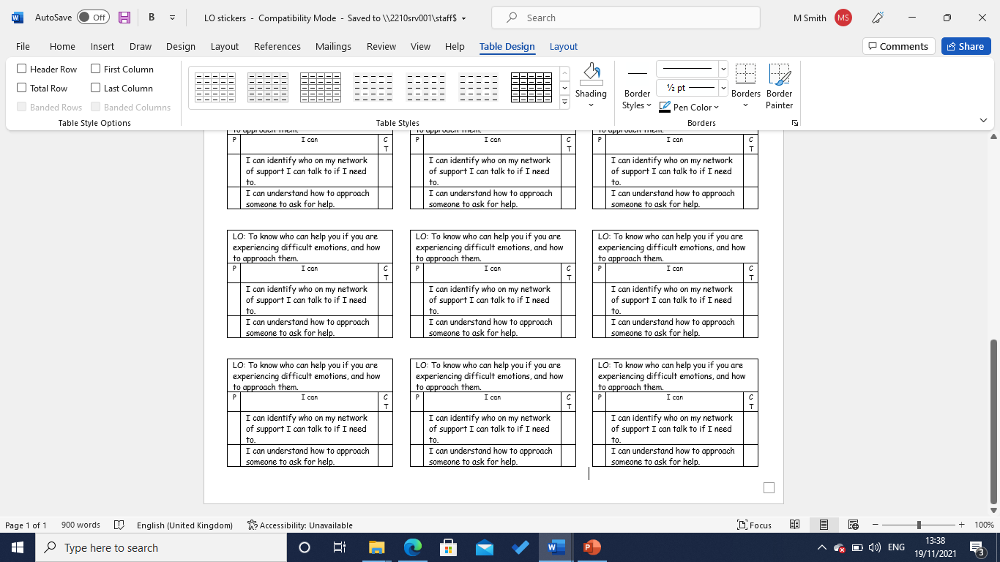 AutoSave Off B LO stickers - Compatibility Mode - Saved to \\2210srv001\staff$ Search M Smith MS
File Home Insert Draw Design Layout References Mailings Review View Help Table Design Layout Comments Share
Header Row First Column
Total Row Last Column
Banded Rows Banded Columns
Table Style Options
Table Styles
Shading
Border Styles
½ pt
Pen Color
Borders
Border Painter
Borders
to approach them. to approach them. to approach them.
P I can C T P I can C T P I can C T
I can identify who on my network I can identify who on my network I can identify who on my network
of support I can talk to if I need of support I can talk to if I need of support I can talk to if I need
to. to. to.
I can understand how to approach I can understand how to approach I can understand how to approach
someone to ask for help. someone to ask for help. someone to ask for help.
LO: To know who can help you if you are LO: To know who can help you if you are LO: To know who can help you if you are
experiencing difficult emotions, and how experiencing difficult emotions, and how experiencing difficult emotions, and how
to approach them. to approach them. to approach them.
P I can C T P I can C T P I can C T
I can identify who on my network I can identify who on my network I can identify who on my network
of support I can talk to if I need of support I can talk to if I need of support I can talk to if I need
to. to. to.
I can understand how to approach I can understand how to approach I can understand how to approach
someone to ask for help. someone to ask for help. someone to ask for help.
LO: To know who can help you if you are LO: To know who can help you if you are LO: To know who can help you if you are
experiencing difficult emotions, and how experiencing difficult emotions, and how experiencing difficult emotions, and how
to approach them. to approach them. to approach them.
P I can C T P I can C T P I can C T
I can identify who on my network I can identify who on my network I can identify who on my network
of support I can talk to if I need of support I can talk to if I need of support I can talk to if I need
to. to. to.
I can understand how to approach I can understand how to approach I can understand how to approach
someone to ask for help. someone to ask for help. someone to ask for help.
Page 1 of 1 900 words English (United Kingdom) Accessibility: Unavailable Focus 100%
Type here to search W P ENG 13:38
19/11/2021 3